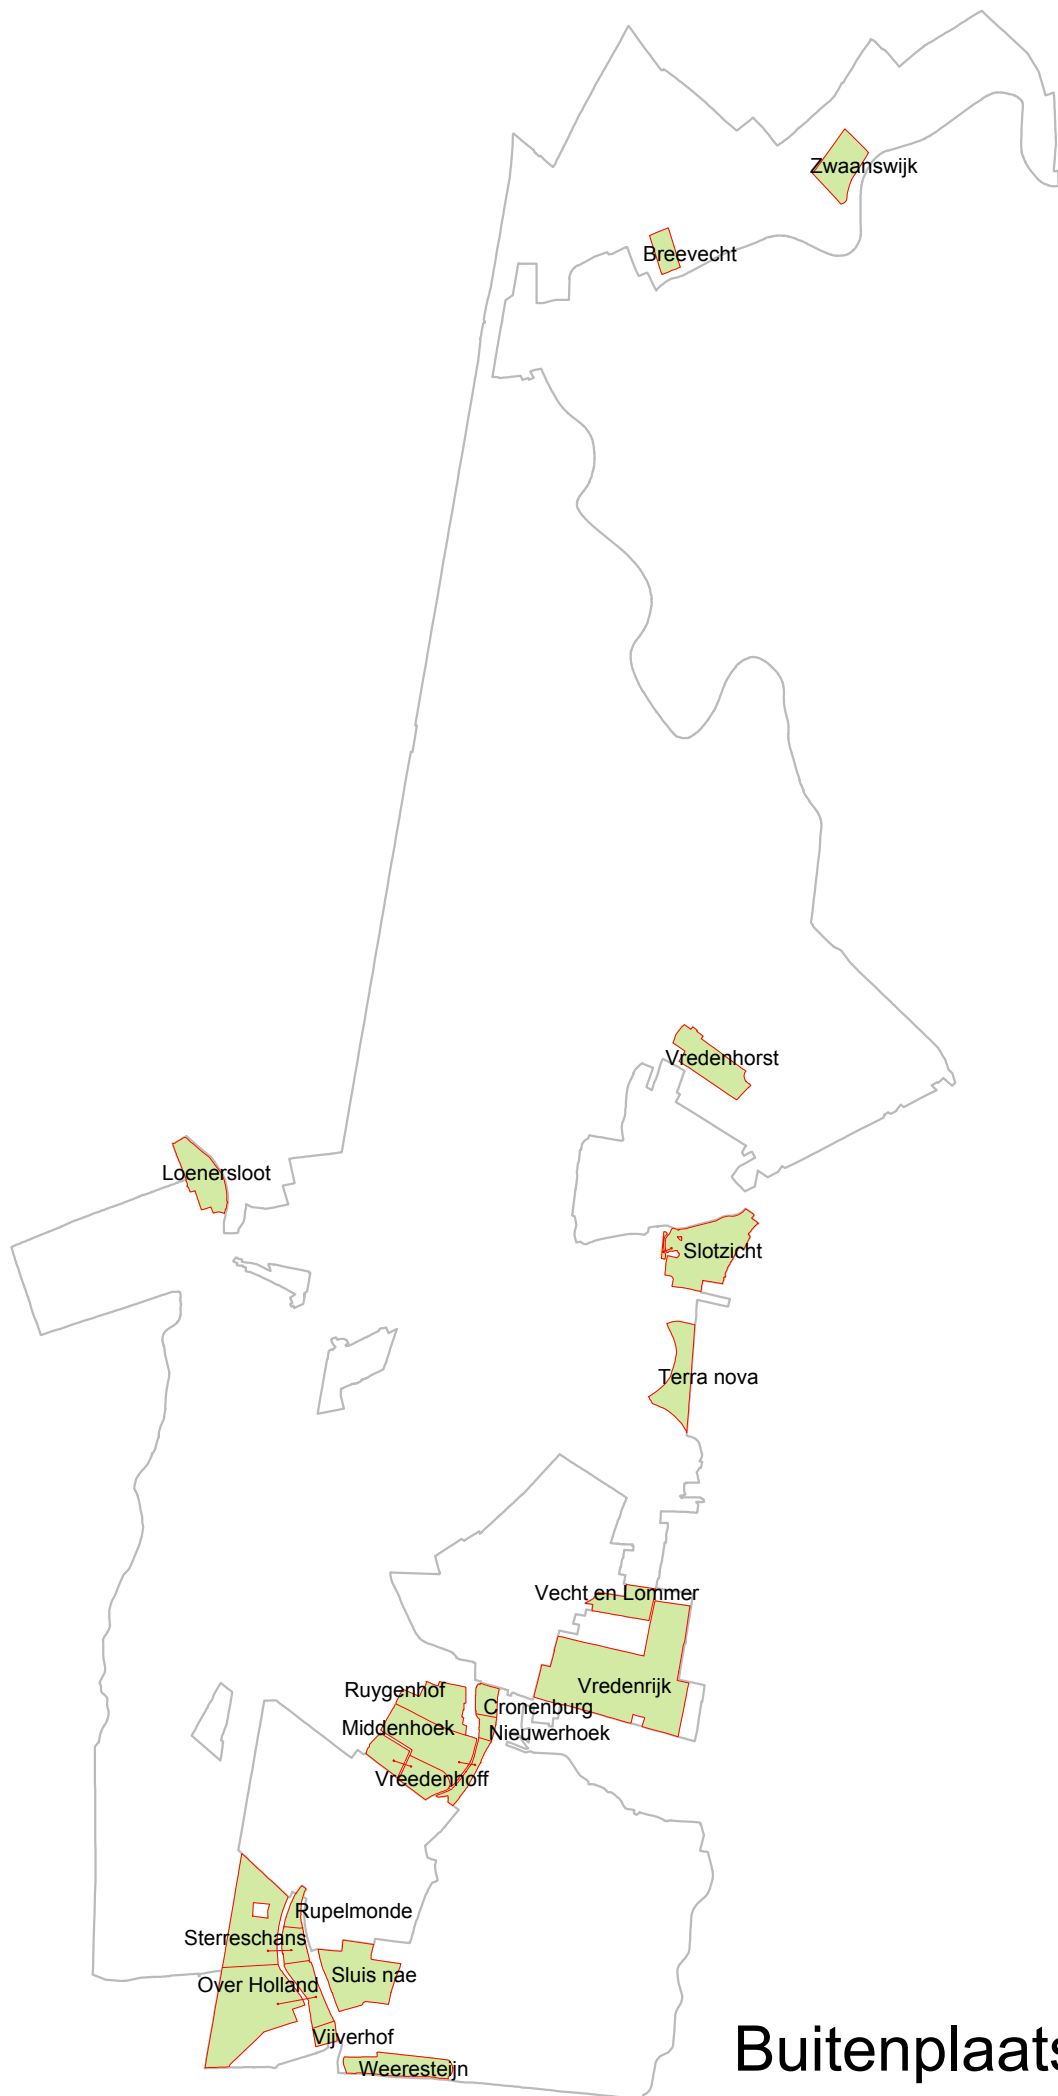 Zwaanswijk
Breevecht
Vredenhorst
Loenersloot
Slotzicht
Terra nova
Vecht en Lommer
Vredenrijk
Ruygenhof
Cronenburg
Middenhoek
Nieuwerhoek
Vreedenhoff
Rupelmonde
Sterreschans
Sluis nae
Over Holland
Vijverhof
Weeresteijn
Buitenplaats